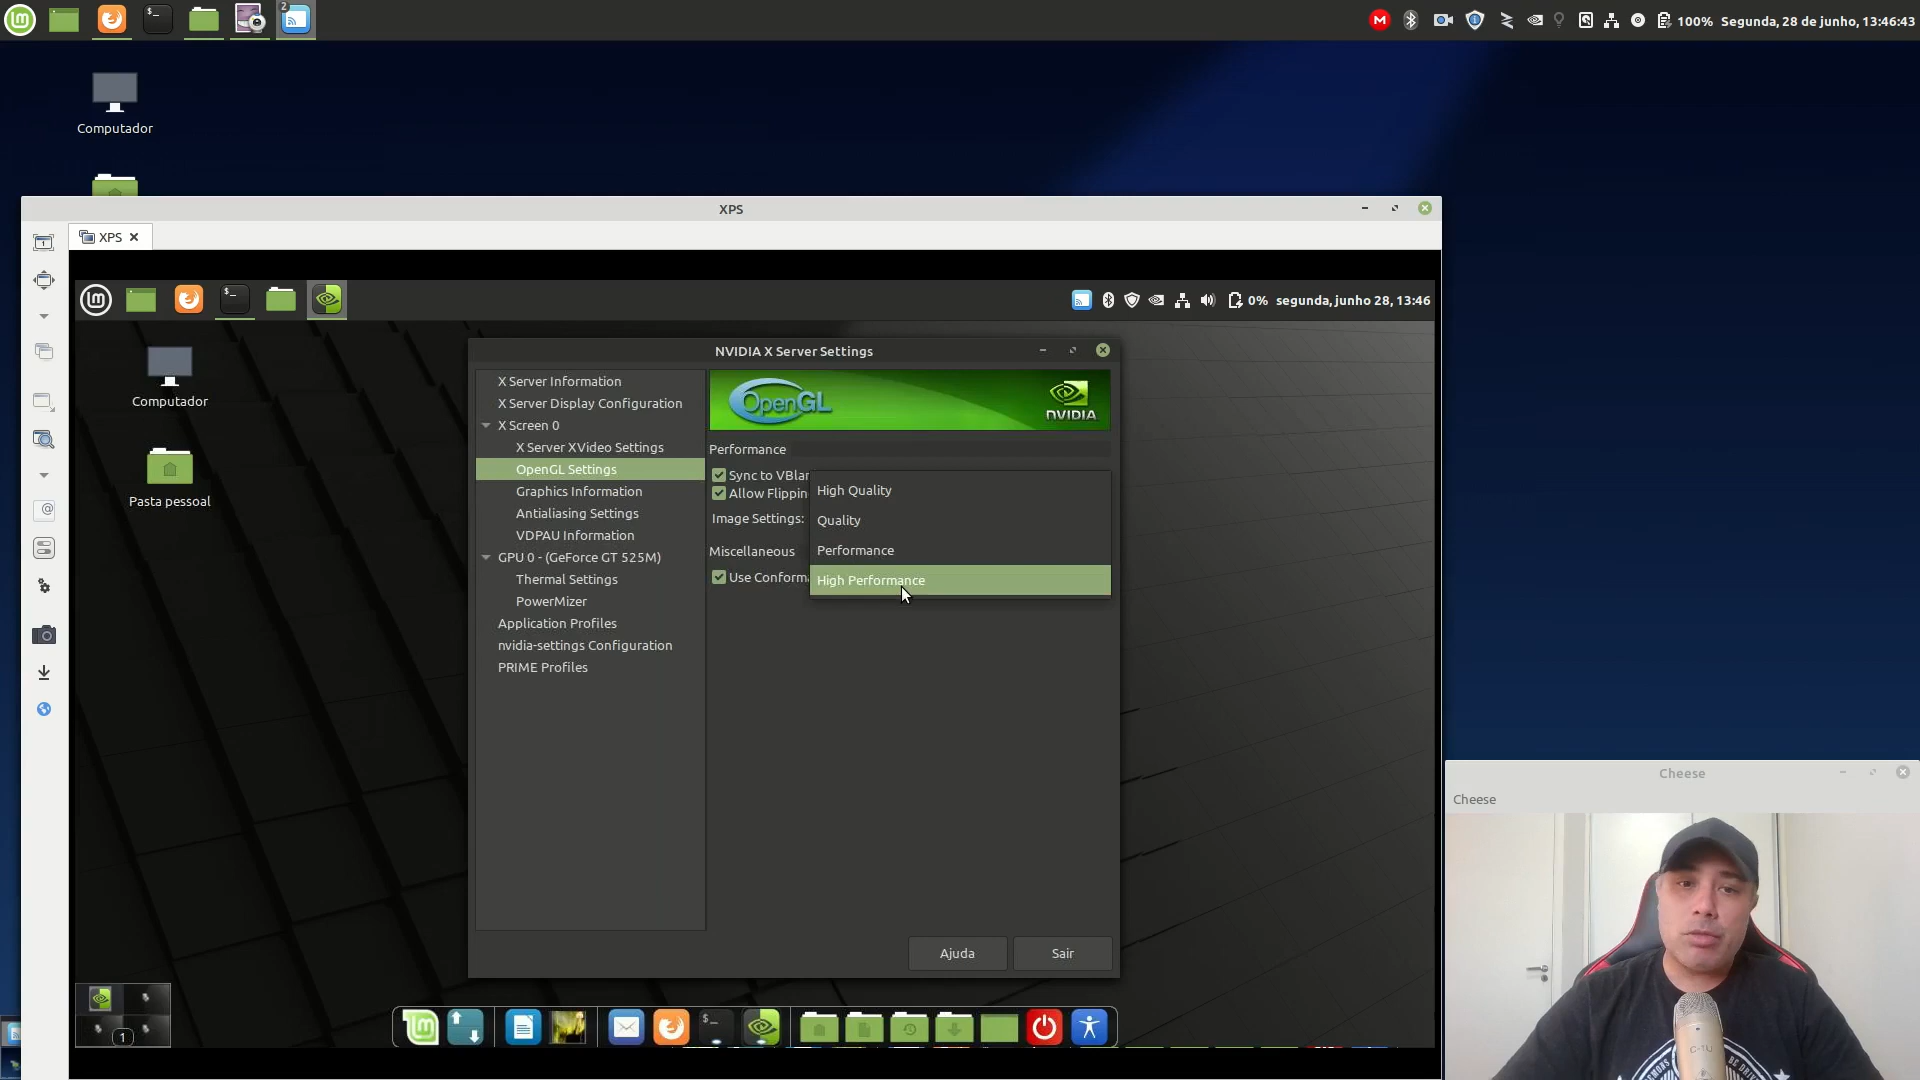 2
100% Segunda, 28 de junho, 13:46:43
Computador
XPS
XPS
0% segunda, junho 28, 13:46
Computador
Pasta pessoal
NVIDIA X Server Settings
X Server Information
X Server Display Configuration
X Screen 0
X Server XVideo Settings
OpenGL Settings
Graphics Information
Antialiasing Settings
VDPAU Information
GPU 0 - (GeForce GT 525M)
Thermal Settings
PowerMizer
Application Profiles
nvidia-settings Configuration
PRIME Profiles
OpenGL
NVIDIA
Performance
Sync to VBlan
Allow Flippin
Image Settings:
High Quality
Quality
Performance
High Performance
Miscellaneous
Use Conform
Ajuda
Sair
1
Cheese
Cheese
C-1U